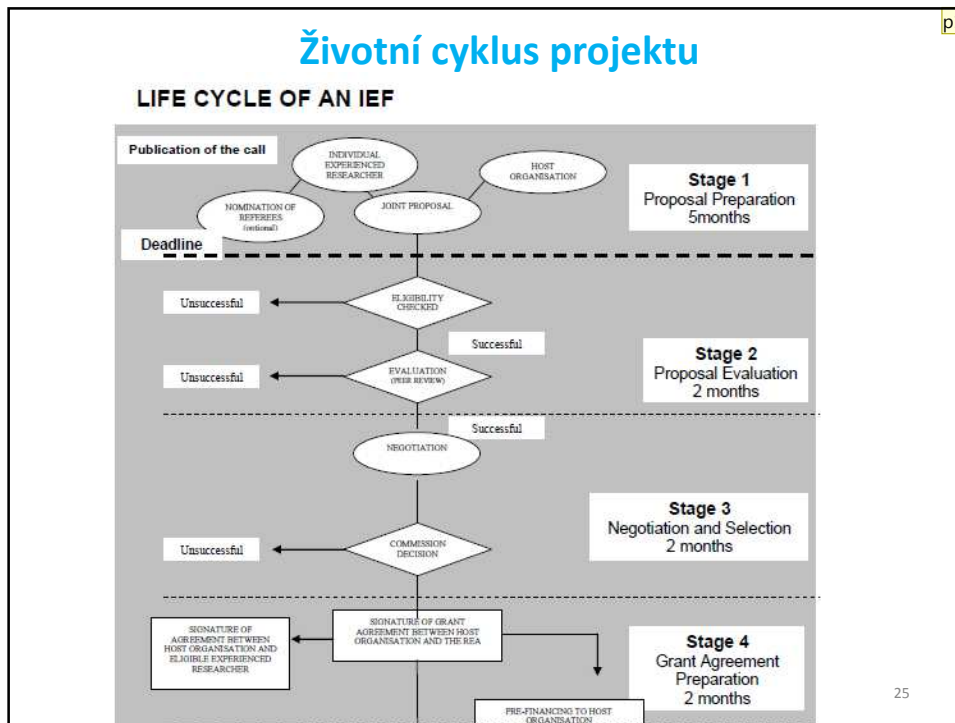 p
Životní cyklus projektu
LIFE CYCLE OF AN IEF
Publication of the call
INDIVIDUAL
EXPERIENCED
RESEARCHER
HOST
ORGANISATION
NOMINATION OF
REFEREES
(optional)
JOINT PROPOSAL
Stage 1
Proposal Preparation
5months
Deadline
Unsuccessful
ELIGIBILITY
CHECKED
Successful
Unsuccessful
EVALUATION
(PEER REVIEW)
Stage 2
Proposal Evaluation
2 months
Successful
NEGOTIATION
Stage 3
Negotiation and Selection
2 months
Unsuccessful
COMMISSION
DECISION
SIGNATURE OF
AGREEMENT BETWEEN
HOST ORGANISATION AND
ELIGIBLE EXPERIENCED
RESEARCHER
SIGNATURE OF GRANT
AGREEMENT BETWEEN HOST
ORGANISATION AND THE REA
Stage 4
Grant Agreement
Preparation
2 months
PRE-FINANCING TO HOST
ORGANISATION
25